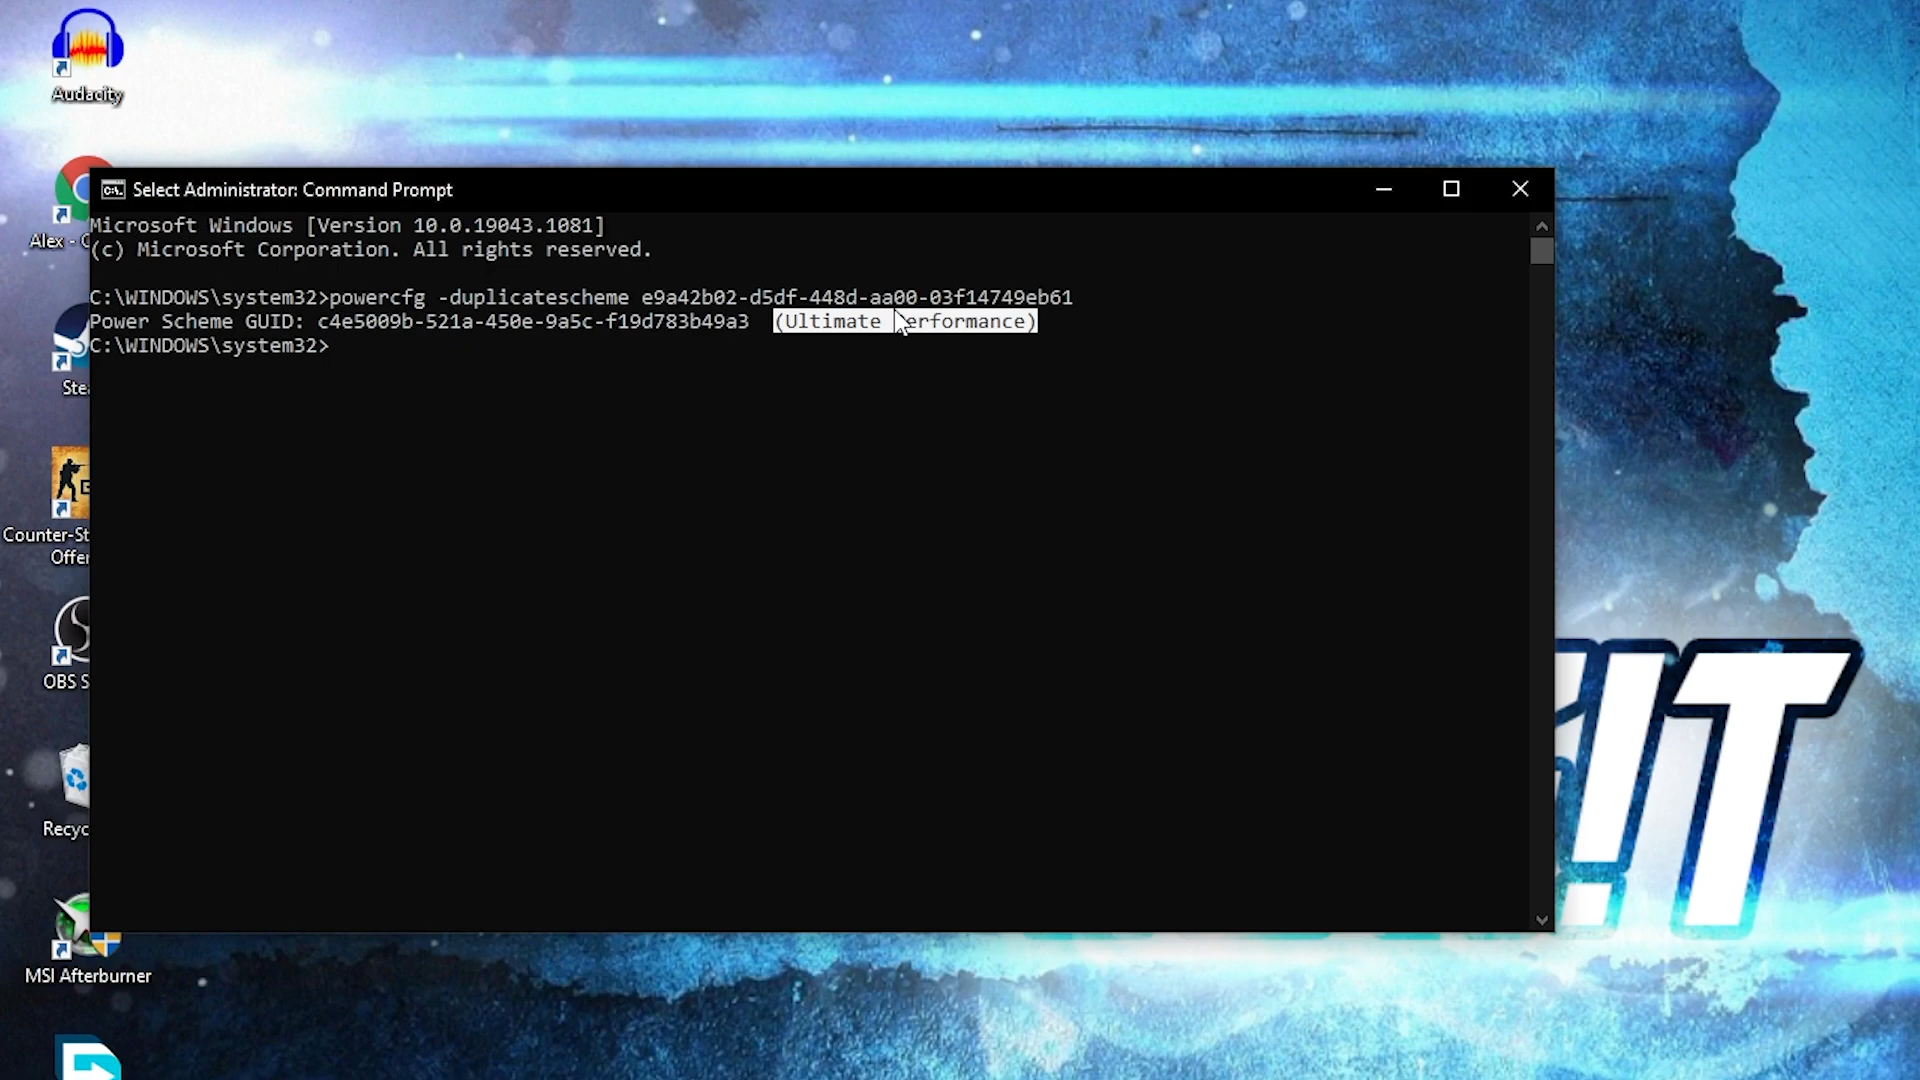 Audacity
Select Administrator: Command Prompt
Microsoft Windows [Version 10.0.19043.1081]
(c) Microsoft Corporation. All rights reserved.
C:\WINDOWS\system32>powercfg -duplicatescheme e9a42b02-d5df-448d-aa00-03f14749eb61
Power Scheme GUID: c4e5009b-521a-450e-9a5c-f19d783b49a3 (Ultimate Performance)
C:\WINDOWS\system32>
Alex - C
Stea
Counter-St
Offen
OBS S
Recyc
MSI Afterburner
!T